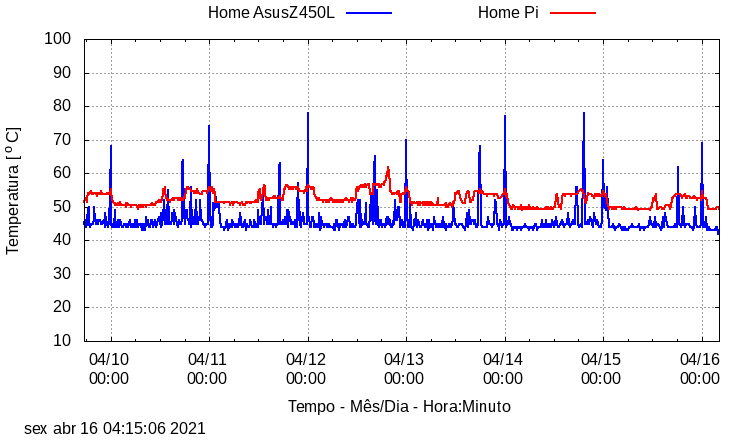 Home AsusZ450L Home Pi
100
90
80
70
60
50
40
30
20
10
Temperatura [ º C]
04/10 04/11 04/12 04/13 04/14 04/15 04/16
00:00 00:00 00:00 00:00 00:00 00:00 00:00
Tempo - Mês/Dia - Hora:Minuto
sex abr 16 04:15:06 2021